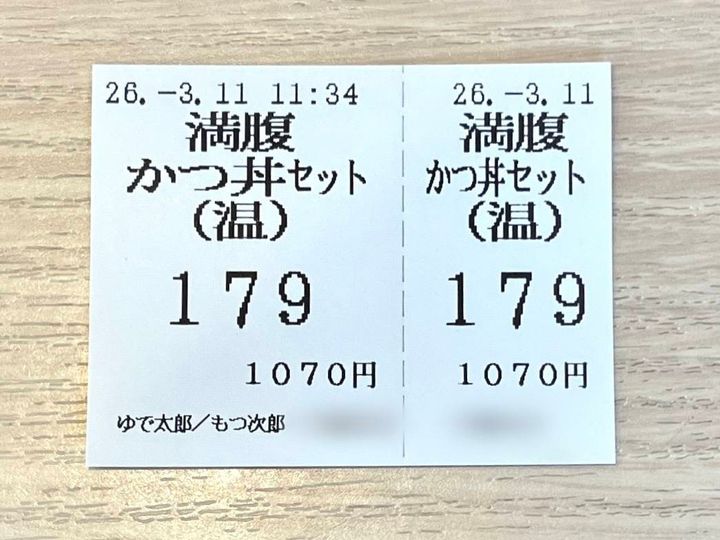 26.-3.11 11:34
満腹
かつ丼セット
(温)
179
1070円
ゆで太郎/もつ次郎
26.-3.11
満腹
かつ丼セット
(温)
179
1070円